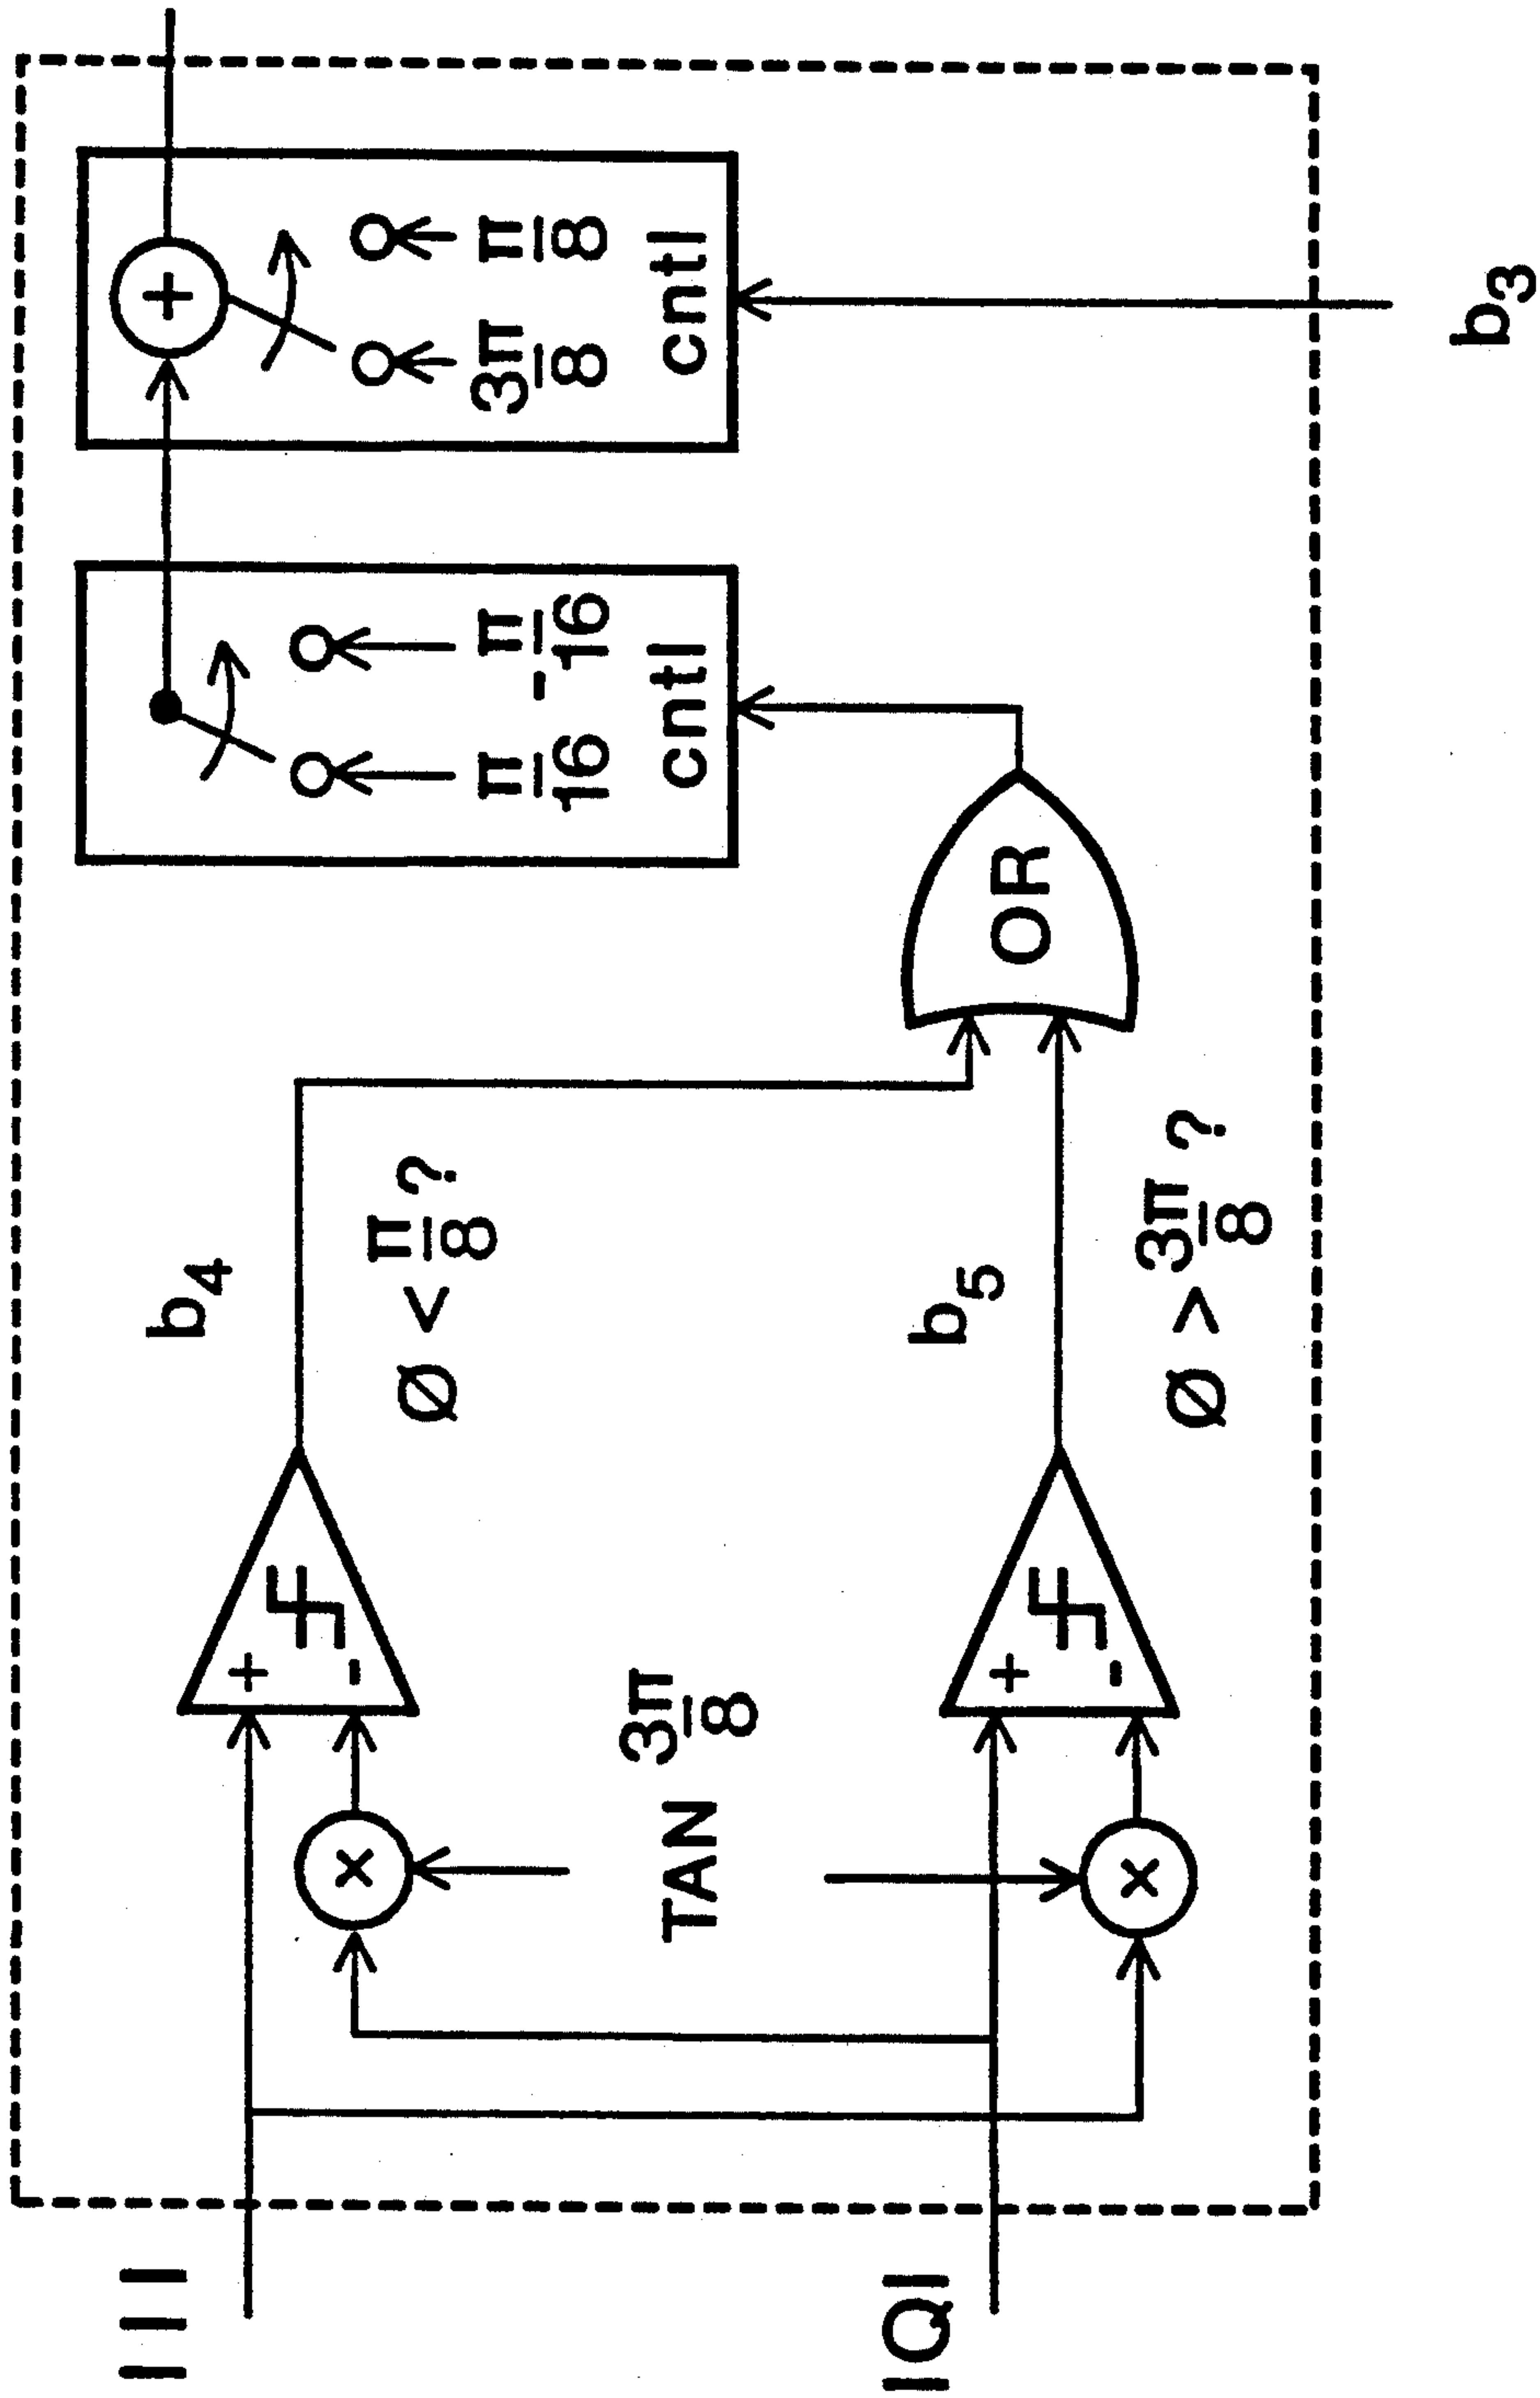 |I|
|Q|
×
×
TAN 3π/8
+
-
+
-
b4
Ø < π/8 ?
b5
Ø > 3π/8 ?
OR
π/16
-π/16
cntl
+
3π/8
π/8
cntl
b3